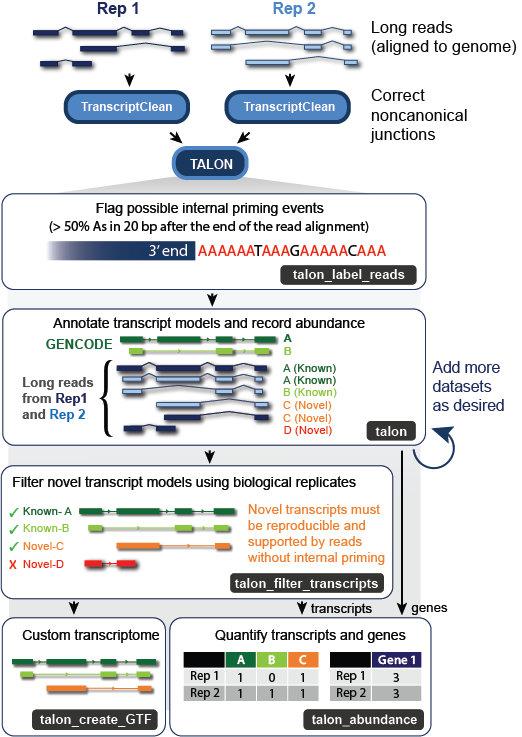 Rep 1
Rep 2
Long reads
(aligned to genome)
TranscriptClean
TranscriptClean
Correct
noncanonical
junctions
TALON
Flag possible internal priming events
(> 50% As in 20 bp after the end of the read alignment)
3' end
AAAAAATAAAGAAAAACAAA
talon_label_reads
Annotate transcript models and record abundance
GENCODE
A
B
Long reads
from Rep1
and Rep 2
A (Known)
A (Known)
B (Known)
C (Novel)
C (Novel)
D (Novel)
talon
Add more
datasets
as desired
Filter novel transcript models using biological replicates
✓ Known- A
✓ Known-B
✓ Novel-C
X Novel-D
Novel transcripts must
be reproducible and
supported by reads
without internal priming
talon_filter_transcripts
transcripts
genes
Custom transcriptome
talon_create_GTF
Quantify transcripts and genes
A B C
Rep 1 1 0 1
Rep 2 1 1 1
Gene 1
Rep 1 3
Rep 2 3
talon_abundance